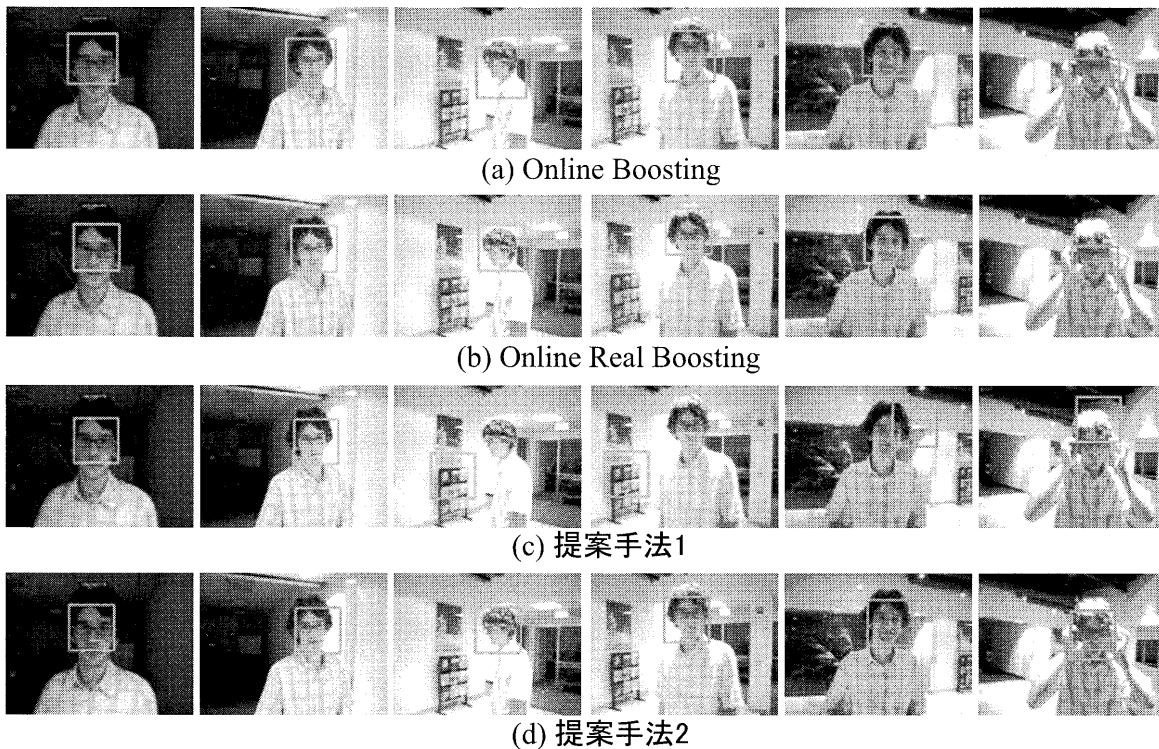 (a) Online Boosting
(b) Online Real Boosting
(c) 提案手法1
(d) 提案手法2